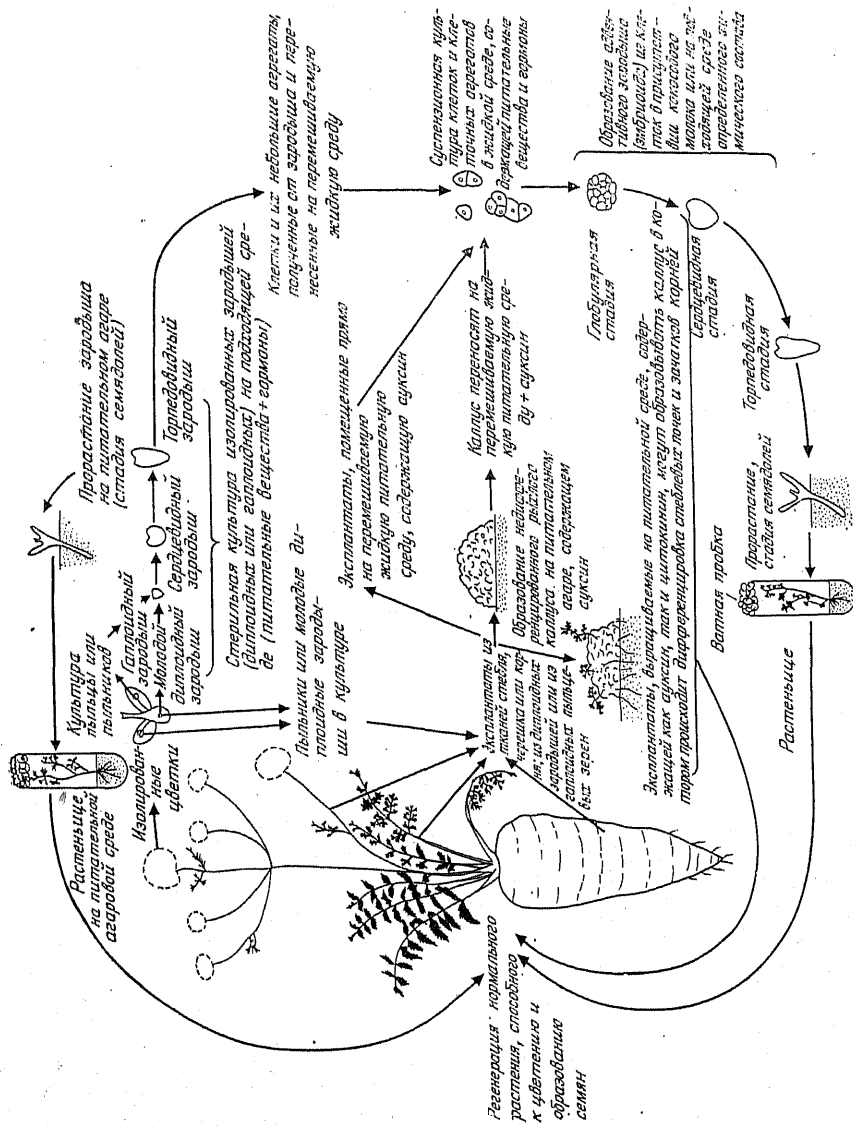 Растеньице
на питательной
агаровой среде
Изолирован-
ные
цветки
Культура
пыльцы или
пыльников
Гаплоидный
зародыш
Молодой
диплоидный
зародыш
Сердцевидный
зародыш
Торпедовидный
зародыш
Прорастание зародыша
на питательном агаре
(стадия семядолей)
Стерильная культура изолированных зародышей
(диплоидных или гаплоидных) на подходящей сре-
де (питательные вещества+гормоны)
Клетки и их небольшие агрегаты,
полученные от зародыша и пере-
несенные на перемешиваемую
жидкую среду
Пыльники или молодые ди-
плоидные зароды-
ши в культуре
Эксплантаты, помещенные прямо
на перемешиваемую
жидкую питательную
среду, содержащую ауксин
Суспензионная куль-
тура клеток и кле-
точных агрегатов
в жидкой среде, со-
держащей питательные
вещества и гормоны
Эксплантаты из
тканей стебля,
черешка или кор-
ня; из диплоидных
зародышей или из
гаплоидных пыльце-
вых зерен
Образование недиффе-
ренцированного рыхлого
каллуса на питательном
агаре, содержащем
ауксин
Каллус переносят на
перемешиваемую жид-
кую питательную сре-
ду + ауксин
Глобулярная
стадия
Образование адвен-
тивного зародыша
(эмбриоида) из кле-
ток в присутст-
вии кокосового
молока или на под-
ходящей среде
определенного хи-
мического состава
Эксплантаты, выращиваемые на питательной среде, содер-
жащей как ауксин, так и цитокинин, могут образовывать каллус в ко-
тором происходит дифференцировка стеблевых почек и зачатков корней
Сердцевидная
стадия
Торпедовидная
стадия
Прорастание,
стадия семядолей
Ватная пробка
Растеньице
Регенерация нормального
растения, способного
к цветению и
образованию
семян